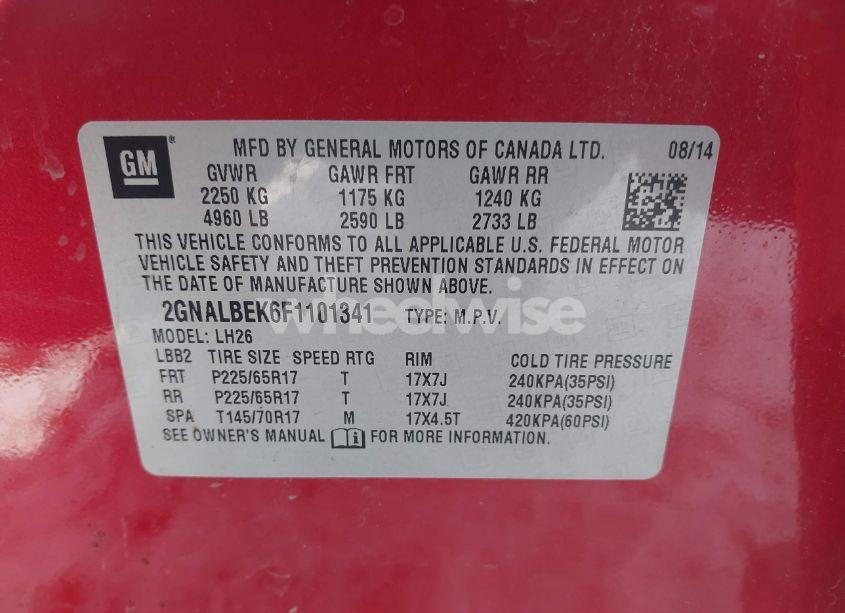 GM ® MFD BY GENERAL MOTORS OF CANADA LTD. 08/14
GVWR GAWR FRT GAWR RR
2250 KG 1175 KG 1240 KG
4960 LB 2590 LB 2733 LB
THIS VEHICLE CONFORMS TO ALL APPLICABLE U.S. FEDERAL MOTOR
VEHICLE SAFETY AND THEFT PREVENTION STANDARDS IN EFFECT ON
THE DATE OF MANUFACTURE SHOWN ABOVE.
2GNALBEK6F1101341 TYPE: M.P.V.
wheelwise
MODEL: LH26
LBB2 TIRE SIZE SPEED RTG RIM COLD TIRE PRESSURE
FRT P225/65R17 T 17X7J 240KPA(35PSI)
RR P225/65R17 T 17X7J 240KPA(35PSI)
SPA T145/70R17 M 17X4.5T 420KPA(60PSI)
SEE OWNER'S MANUAL FOR MORE INFORMATION.